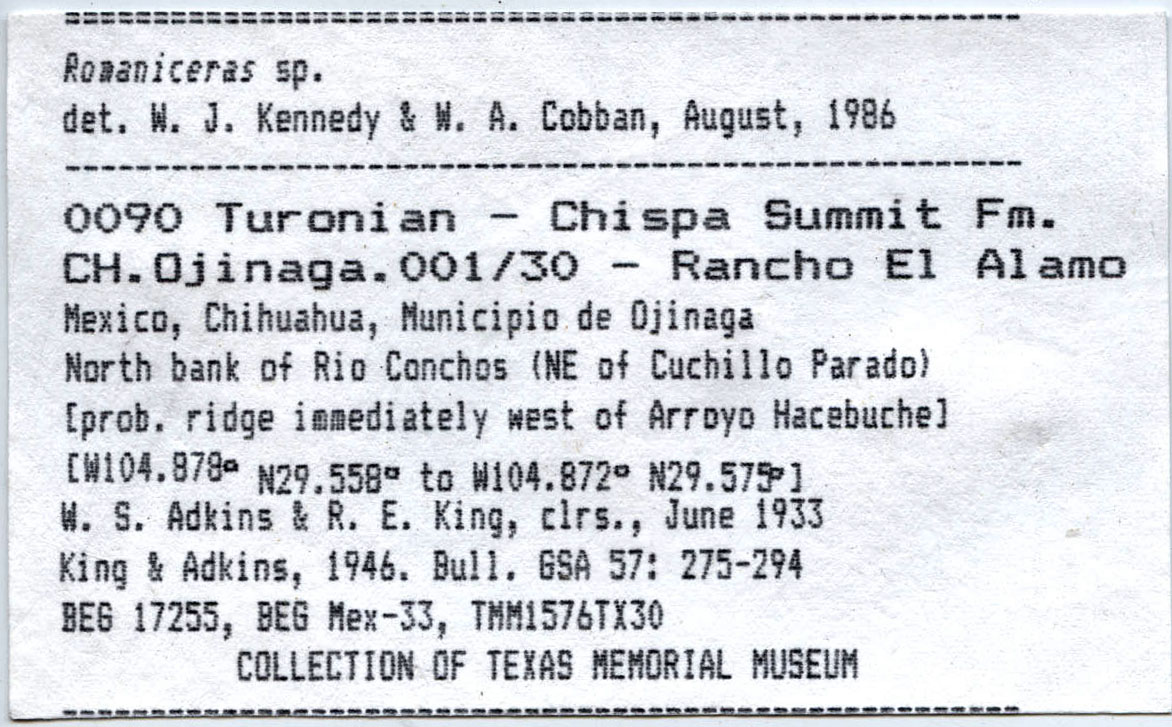 Romaniceras sp.
det. W. J. Kennedy & W. A. Cobban, August, 1986
0090 Turonian - Chispa Summit Fm.
CH.Ojinaga.001/30 - Rancho El Alamo
Mexico, Chihuahua, Municipio de Ojinaga
North bank of Rio Conchos (NE of Cuchillo Parado)
[prob. ridge immediately west of Arroyo Hacebuche]
[W104.878° N29.558° to W104.872° N29.575°]
W. S. Adkins & R. E. King, clrs., June 1933
King & Adkins, 1946. Bull. GSA 57: 275-294
BEG 17255, BEG Mex-33, TMM1576TX30
COLLECTION OF TEXAS MEMORIAL MUSEUM